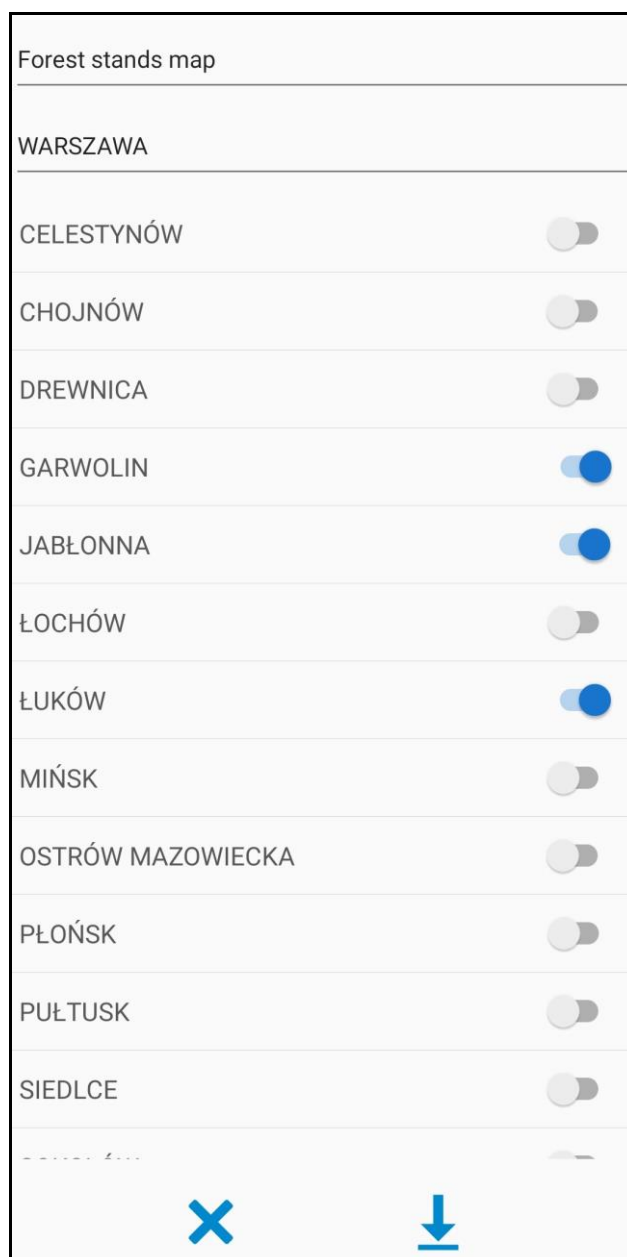 Forest stands map
WARSZAWA
CELESTYNÓW
CHOJNÓW
DREWNICA
GARWOLIN
JABŁONNA
ŁOCHÓW
ŁUKÓW
MIŃSK
OSTRÓW MAZOWIECKA
PŁOŃSK
PUŁTUSK
SIEDLCE